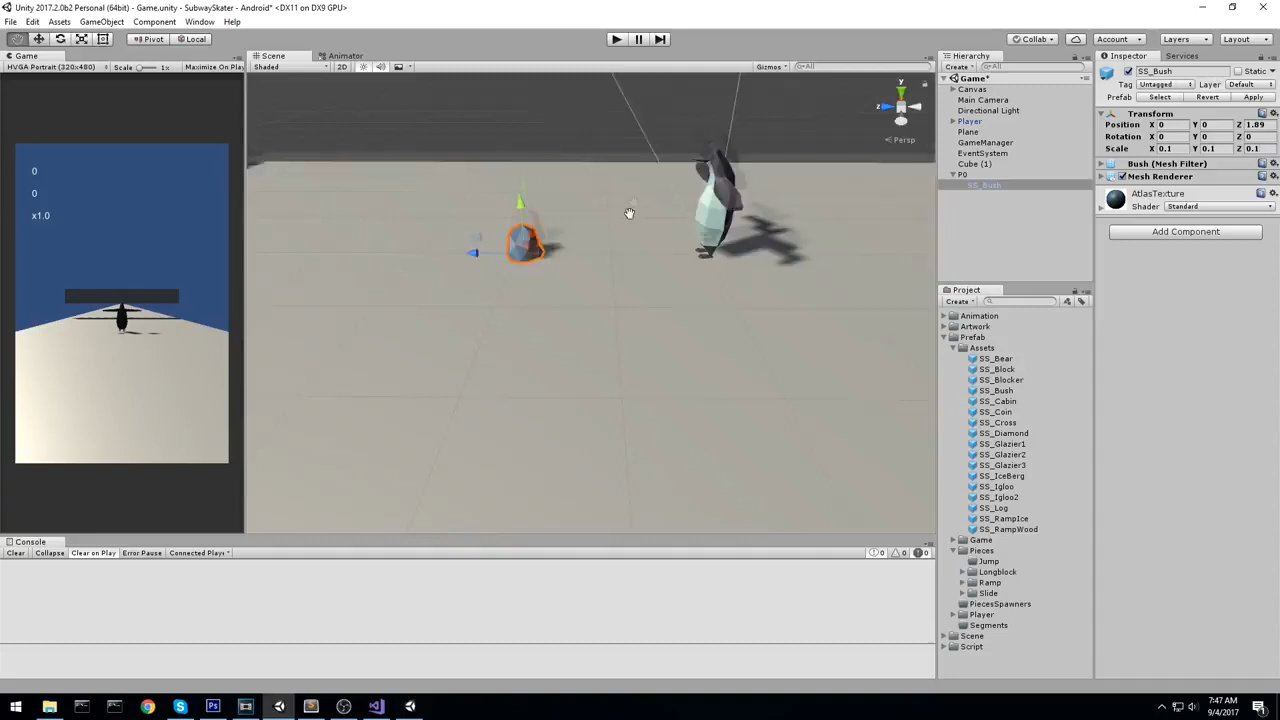 Unity 2017.2.0b2 Personal (64bit) - Game.unity - SubwaySkater - Android* <DX11 on DX9 GPU>
File Edit Assets GameObject Component Window Help
Pivot Local Collab Account Layers Layout
Game Scene Animator Hierarchy Inspector Services
HVGA Portrait (320x480) Scale 1x Maximize On Play Shaded 2D Gizmos All Create All
SS_Bush Static
Tag Untagged Layer Default
Prefab Select Revert Apply
Transform
Position X 0 Y 0 Z 1.89
Rotation X 0 Y 0 Z 0
Scale X 0.1 Y 0.1 Z 0.1
Bush (Mesh Filter)
Mesh Renderer
AtlasTexture
Shader Standard
Add Component
Game*
Canvas
Main Camera
Directional Light
Player
Plane
GameManager
EventSystem
Cube (1)
P0
SS_Bush
y
z
Persp
0
0
x1.0
Project
Create
Animation
Artwork
Prefab
Assets
SS_Bear
SS_Block
SS_Blocker
SS_Bush
SS_Cabin
SS_Coin
SS_Cross
SS_Diamond
SS_Glazier1
SS_Glazier2
SS_Glazier3
SS_IceBerg
SS_Igloo
SS_Igloo2
SS_Log
SS_RampIce
SS_RampWood
Game
Pieces
Jump
Longblock
Ramp
Slide
PiecesSpawners
Player
Segments
Scene
Script
Console
Clear Collapse Clear on Play Error Pause Connected Playe 0 0 0
7:47 AM
9/4/2017